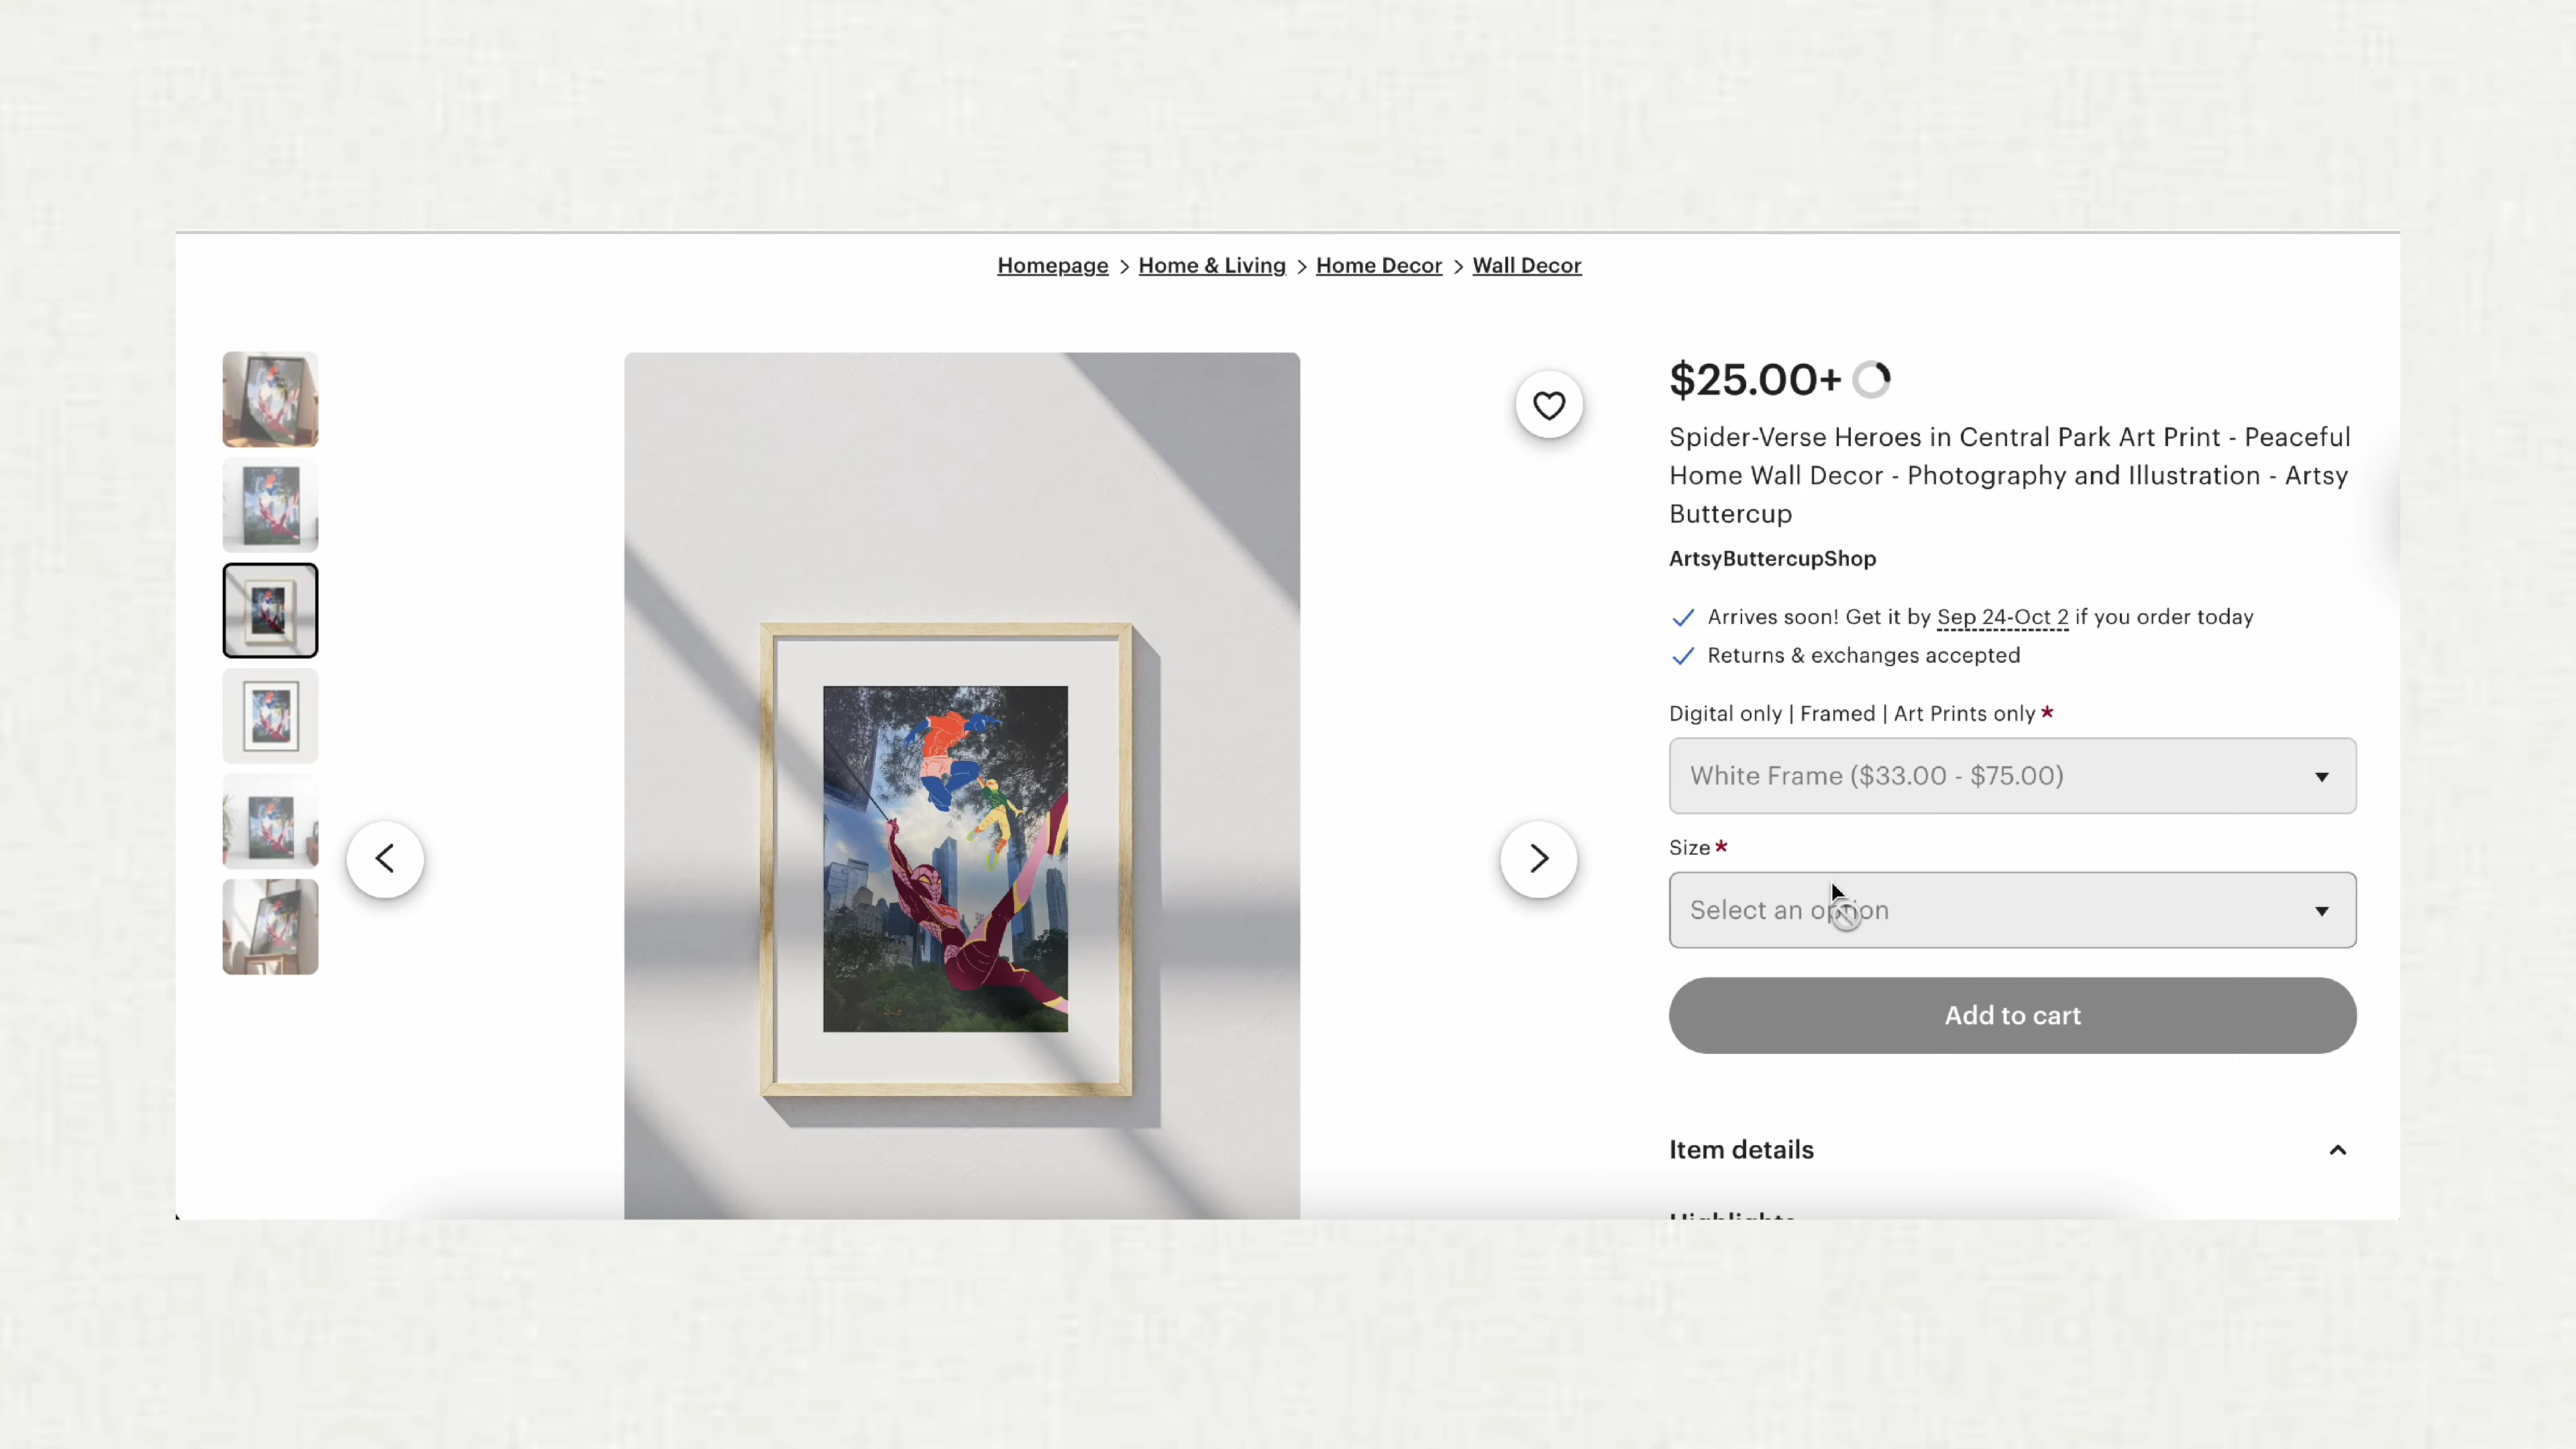 Homepage > Home & Living > Home Decor > Wall Decor
$25.00+
Spider-Verse Heroes in Central Park Art Print - Peaceful
Home Wall Decor - Photography and Illustration - Artsy
Buttercup
ArtsyButtercupShop
Arrives soon! Get it by Sep 24-Oct 2 if you order today
Returns & exchanges accepted
Digital only | Framed | Art Prints only *
White Frame ($33.00 - $75.00)
Size *
Select an option
Add to cart
Item details
Highlights